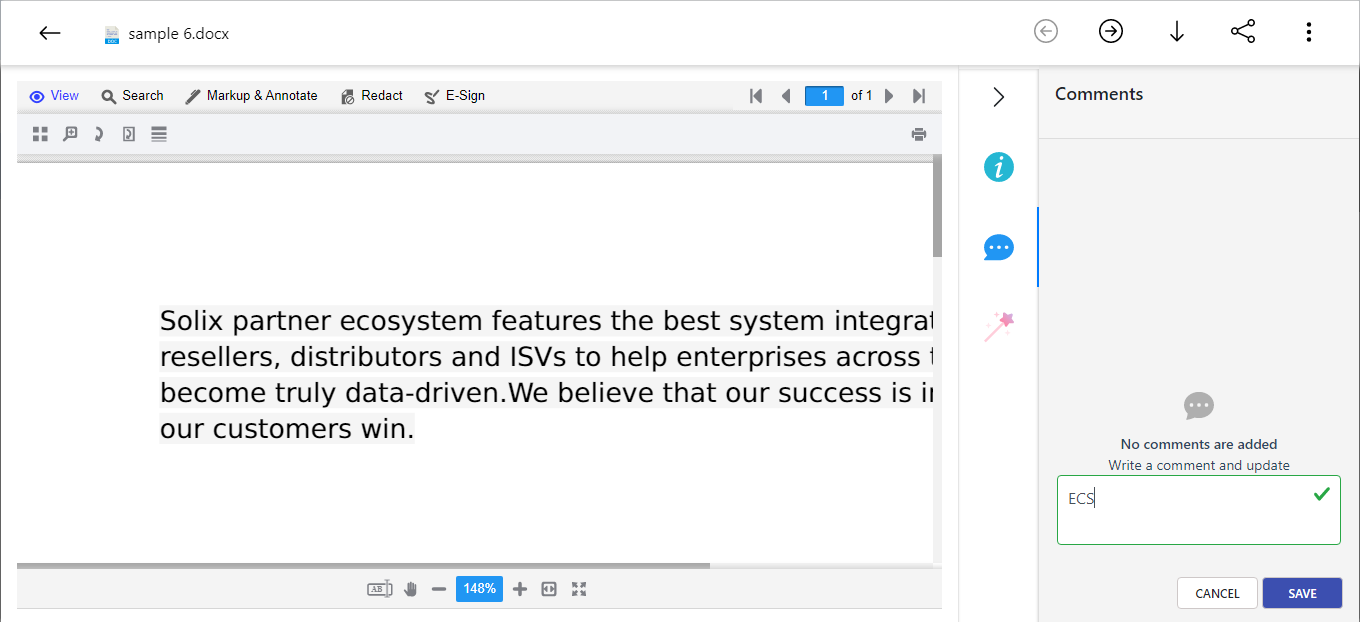 sample 6.docx
View Search Markup & Annotate Redact E-Sign 1 of 1
Comments
Solix partner ecosystem features the best system
resellers, distributors and ISVs to help enterprises across
become truly data-driven.We believe that our success is
our customers win.
No comments are added
Write a comment and update
ECS
AB
148%
CANCEL SAVE